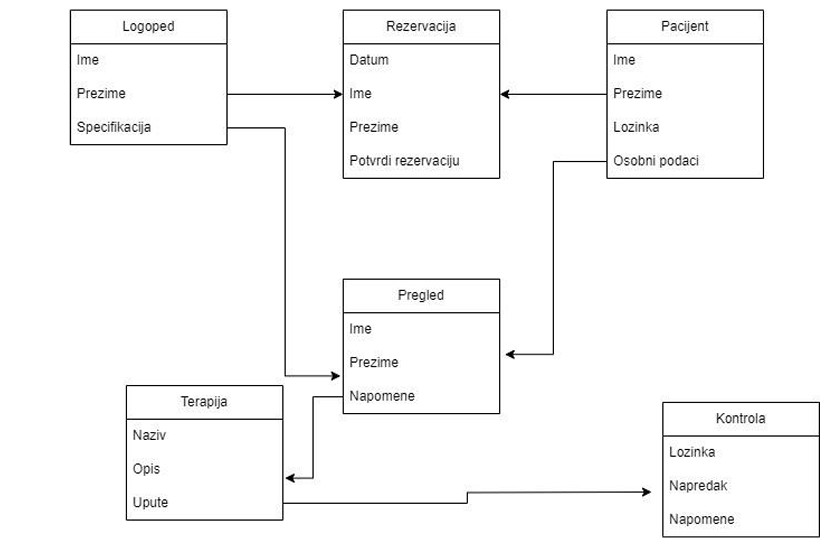 Logoped
Ime
Prezime
Specifikacija
Rezervacija
Datum
Ime
Prezime
Potvrdi rezervaciju
Pacijent
Ime
Prezime
Lozinka
Osobni podaci
Pregled
Ime
Prezime
Napomene
Terapija
Naziv
Opis
Upute
Kontrola
Lozinka
Napredak
Napomene